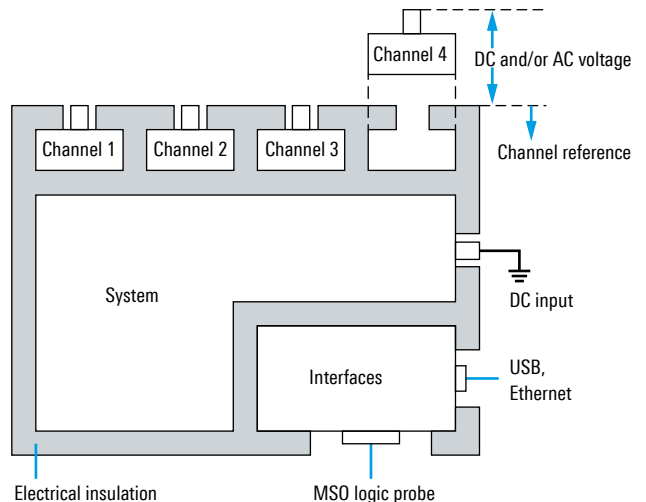 Channel 4
DC and/or AC voltage
Channel 1
Channel 2
Channel 3
Channel reference
System
DC input
Interfaces
USB,
Ethernet
Electrical insulation
MSO logic probe